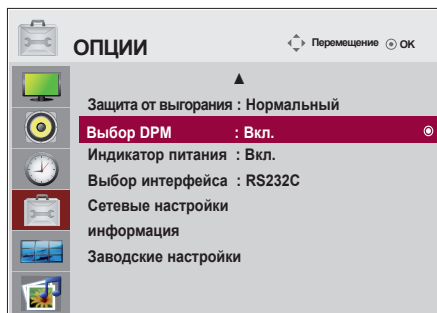 ОПЦИИ
Перемещение OK
Защита от выгорания : Нормальный
Выбор DPM : Вкл.
Индикатор питания : Вкл.
Выбор интерфейса : RS232C
Сетевые настройки
информация
Заводские настройки